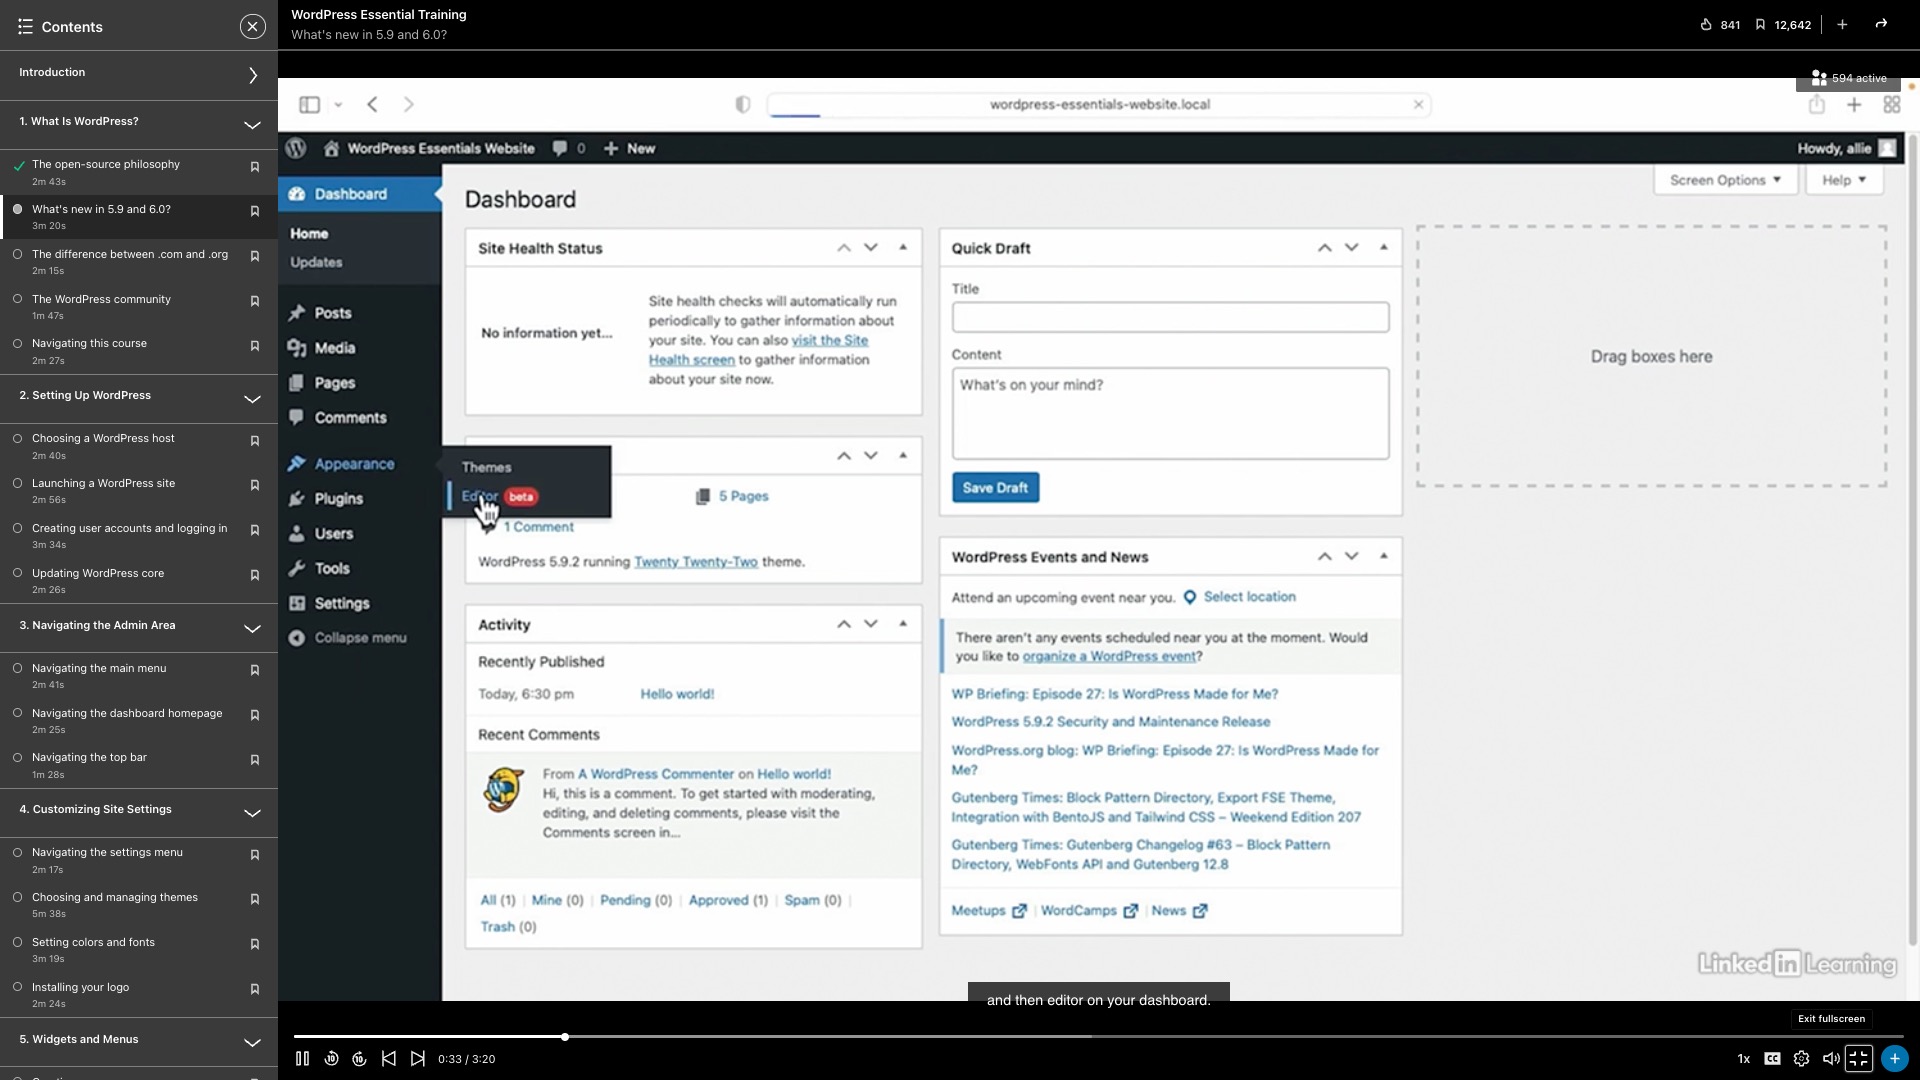 Contents
Introduction
1. What Is WordPress?
The open-source philosophy
2m 43s
What's new in 5.9 and 6.0?
3m 20s
The difference between .com and .org
2m 15s
The WordPress community
1m 47s
Navigating this course
2m 27s
2. Setting Up WordPress
Choosing a WordPress host
2m 40s
Launching a WordPress site
2m 56s
Creating user accounts and logging in
3m 34s
Updating WordPress core
2m 26s
3. Navigating the Admin Area
Navigating the main menu
2m 41s
Navigating the dashboard homepage
2m 25s
Navigating the top bar
1m 28s
4. Customizing Site Settings
Navigating the settings menu
2m 17s
Choosing and managing themes
5m 38s
Setting colors and fonts
3m 19s
Installing your logo
2m 24s
5. Widgets and Menus
WordPress Essential Training
What's new in 5.9 and 6.0?
841
12,642
594 active
wordpress-essentials-website.local
WordPress Essentials Website
0
New
Howdy, allie
Screen Options
Help
Dashboard
Home
Updates
Posts
Media
Pages
Comments
Appearance
Plugins
Users
Tools
Settings
Collapse menu
Themes
Editor beta
Dashboard
Site Health Status
No information yet...
Site health checks will automatically run
periodically to gather information about
your site. You can also visit the Site
Health screen to gather information
about your site now.
5 Pages
1 Comment
WordPress 5.9.2 running Twenty Twenty-Two theme.
Activity
Recently Published
Today, 6:30 pm
Hello world!
Recent Comments
From A WordPress Commenter on Hello world!
Hi, this is a comment. To get started with moderating,
editing, and deleting comments, please visit the
Comments screen in...
All (1) | Mine (0) | Pending (0) | Approved (1) | Spam (0) |
Trash (0)
Quick Draft
Title
Content
What's on your mind?
Save Draft
WordPress Events and News
Attend an upcoming event near you. Select location
There aren't any events scheduled near you at the moment. Would
you like to organize a WordPress event?
WP Briefing: Episode 27: Is WordPress Made for Me?
WordPress 5.9.2 Security and Maintenance Release
WordPress.org blog: WP Briefing: Episode 27: Is WordPress Made for
Me?
Gutenberg Times: Block Pattern Directory, Export FSE Theme,
Integration with BentoJS and Tailwind CSS – Weekend Edition 207
Gutenberg Times: Gutenberg Changelog #63 – Block Pattern
Directory, WebFonts API and Gutenberg 12.8
Meetups | WordCamps | News
Drag boxes here
Linked in Learning
and then editor on your dashboard.
Exit fullscreen
10
10
0:33 / 3:20
1x
CC